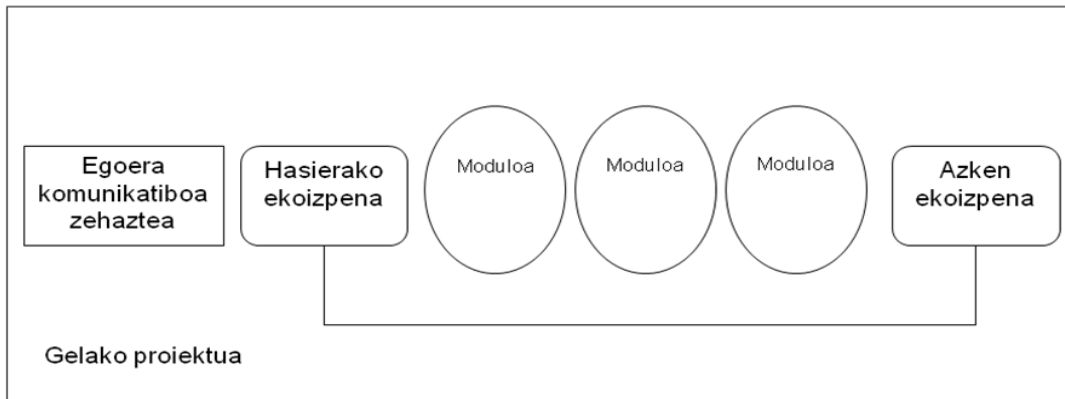 Egoera
komunikatiboa
zehaztea
Hasierako
ekoizpena
Moduloa
Moduloa
Moduloa
Azken
ekoizpena
Gelako proiektua